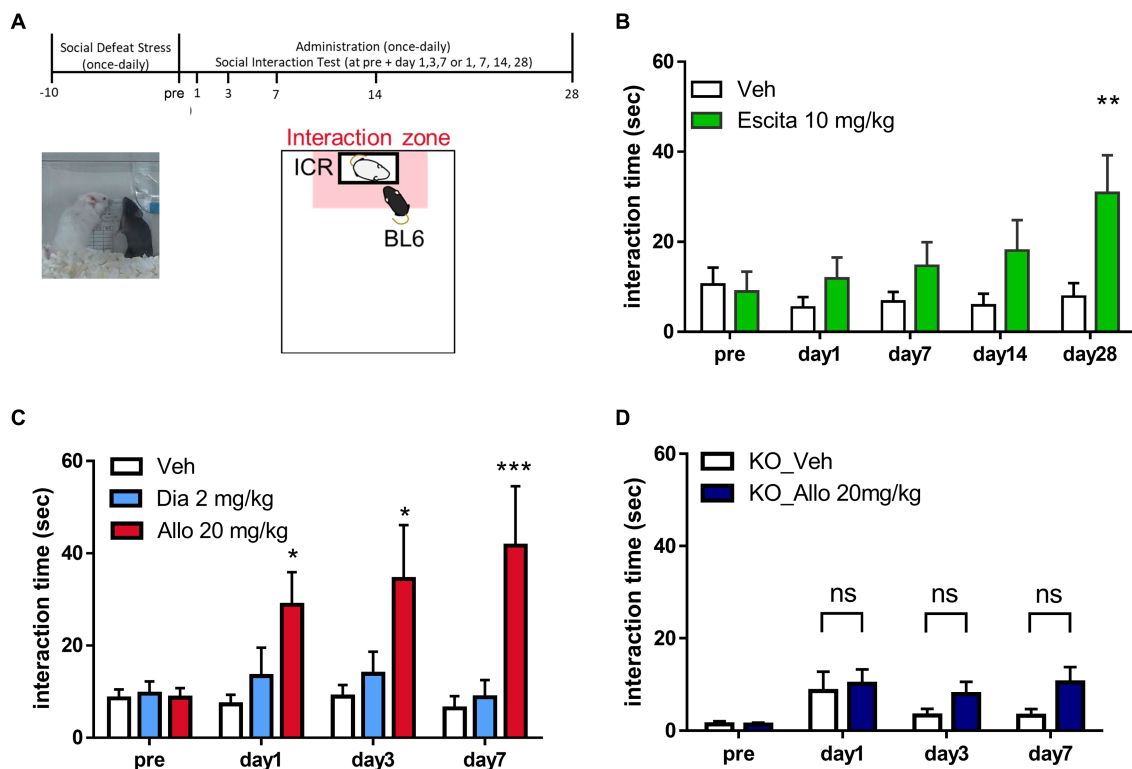 A
Social Defeat Stress
(once-daily)
Administration (once-daily)
Social Interaction Test (at pre + day 1,3,7 or 1, 7, 14, 28)
-10
pre
1
3
7
14
28
)
Interaction zone
ICR
BL6
B
interaction time (sec)
60
40
20
0
Veh
Escita 10 mg/kg
**
pre
day1
day7
day14
day28
C
interaction time (sec)
60
40
20
0
Veh
Dia 2 mg/kg
Allo 20 mg/kg
*
*
***
pre
day1
day3
day7
D
interaction time (sec)
60
40
20
0
KO_Veh
KO_Allo 20mg/kg
ns
ns
ns
pre
day1
day3
day7